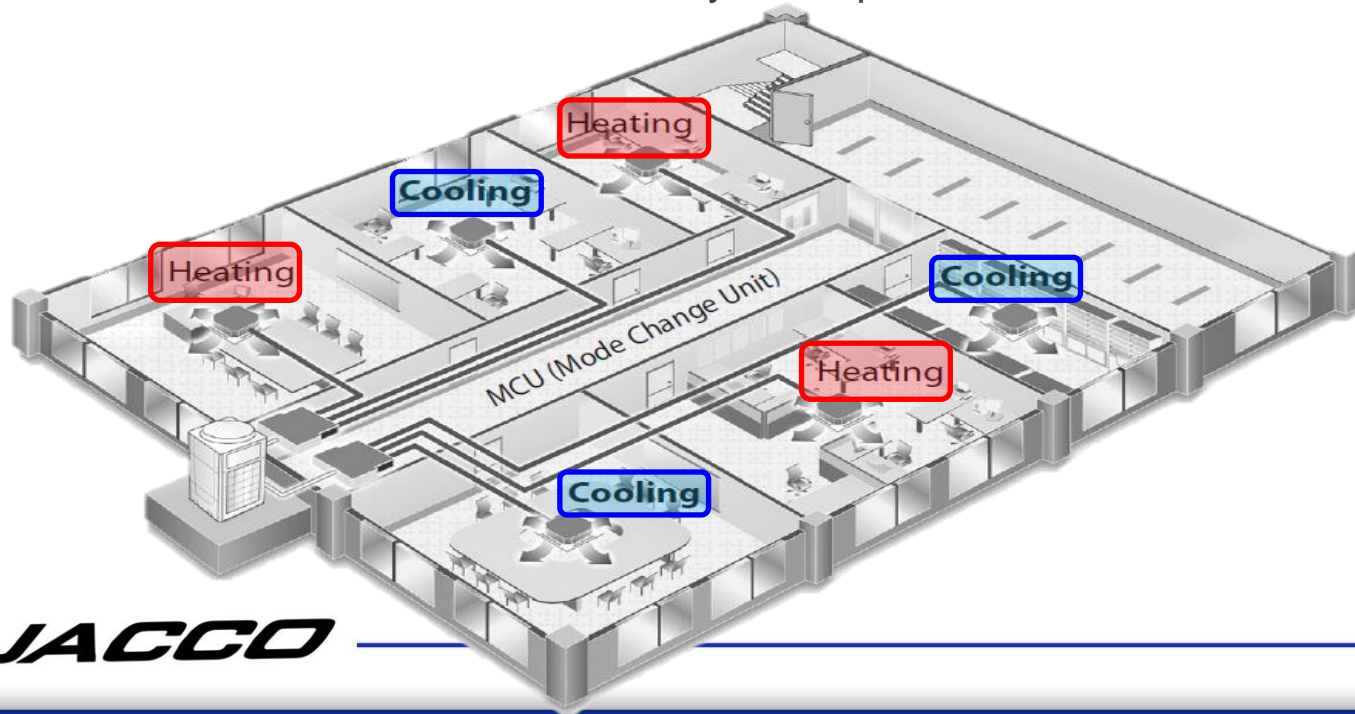 Heating
Cooling
Heating
Cooling
MCU (Mode Change Unit)
Heating
Cooling
JACCO